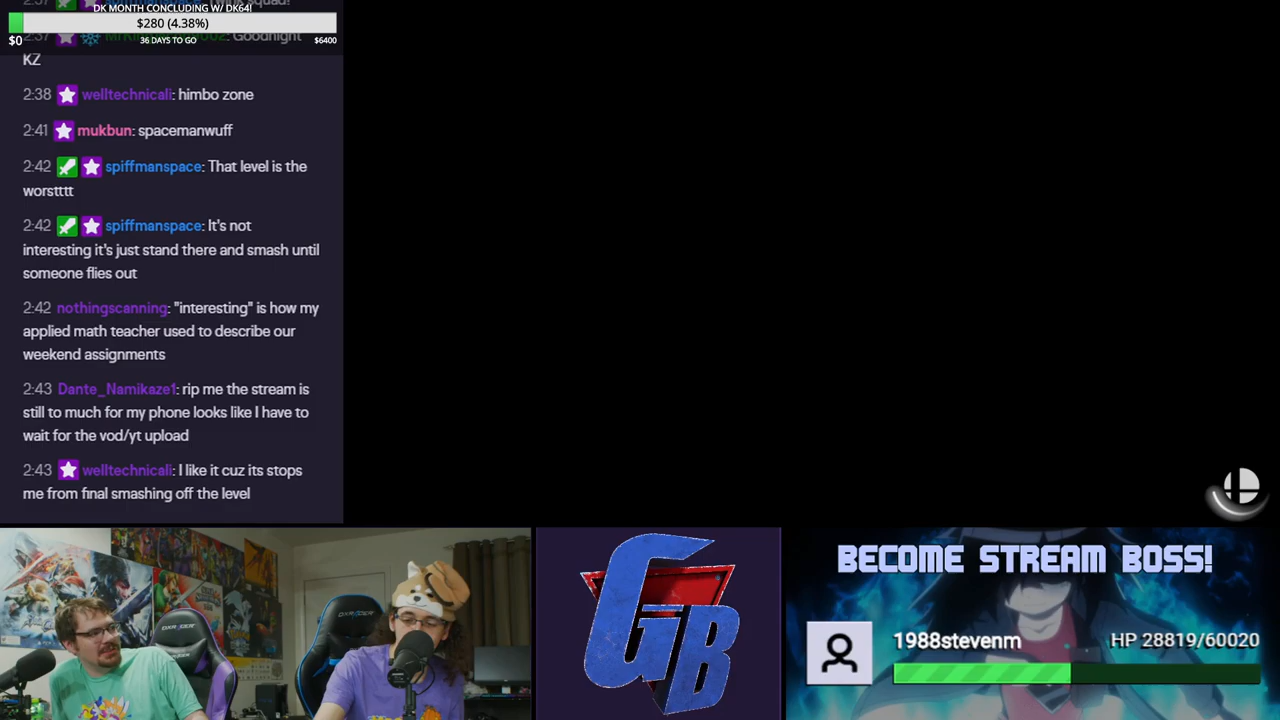 DK MONTH CONCLUDING W/ DK64!
$280 (4.38%)
$0 36 DAYS TO GO $6400
Goodnight
KZ
2:38 welltechnicali: himbo zone
2:41 mukbun: spacemanwuff
2:42 spiffmanspace: That level is the
worstttt
2:42 spiffmanspace: It's not
interesting it's just stand there and smash until
someone flies out
2:42 nothingscanning: "interesting" is how my
applied math teacher used to describe our
weekend assignments
2:43 Dante_Namikaze1: rip me the stream is
still to much for my phone looks like I have to
wait for the vod/yt upload
2:43 welltechnicali: I like it cuz its stops
me from final smashing off the level
GB
BECOME STREAM BOSS!
1988stevenm HP 28819/60020